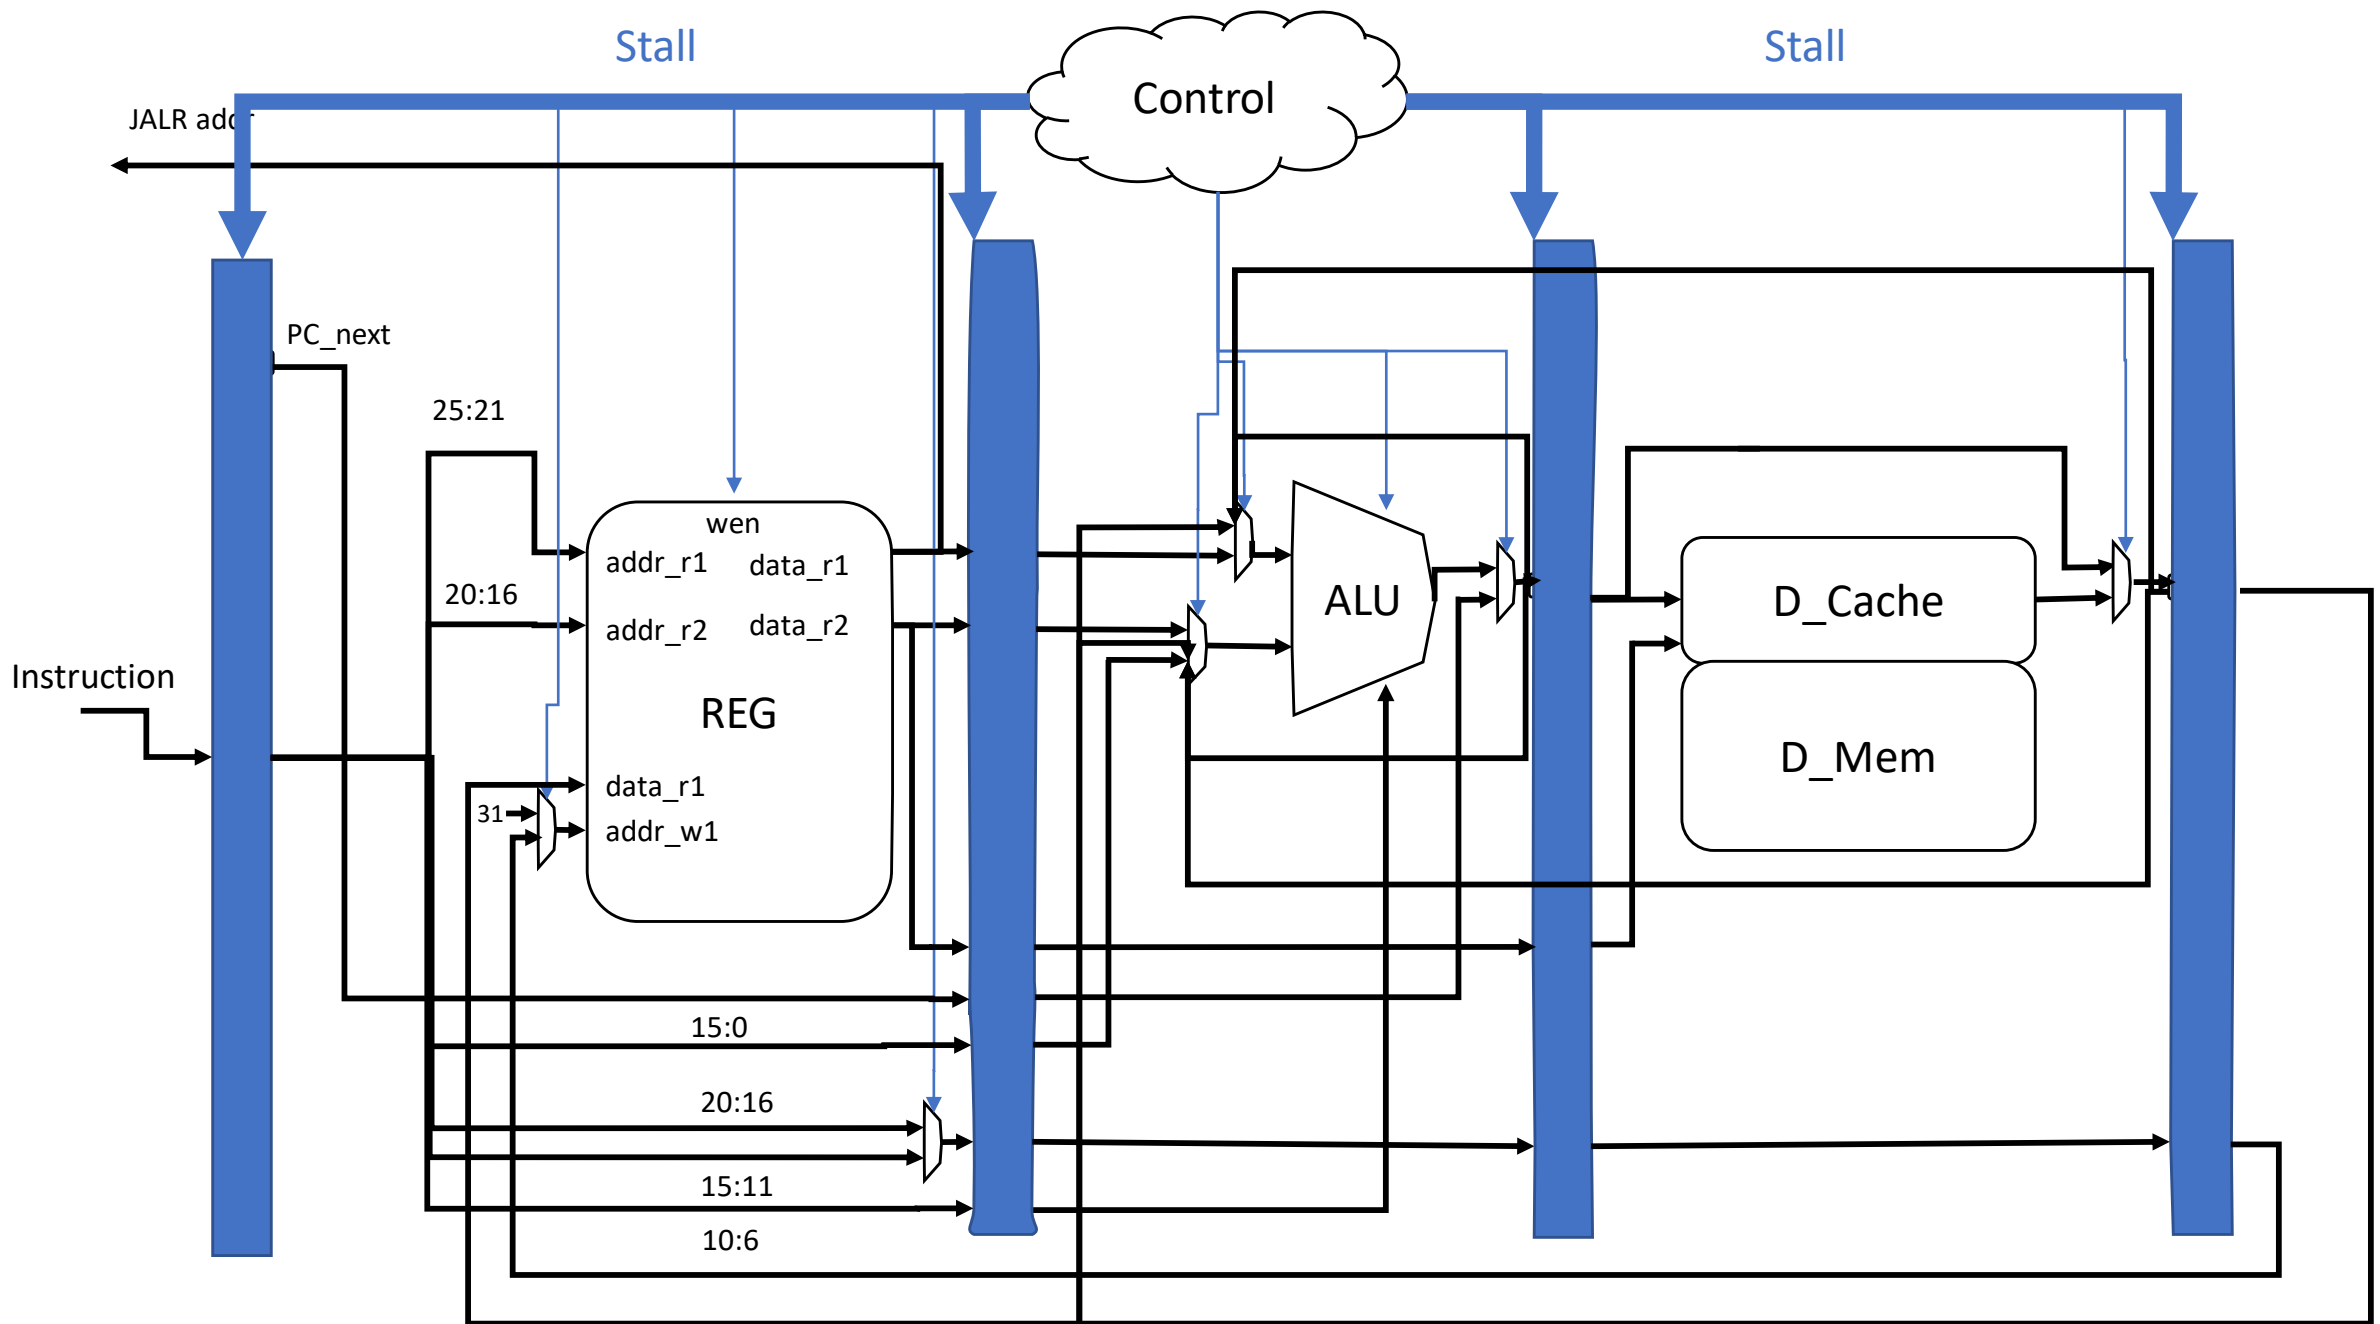 Stall
Control
Stall
JALR addr
PC_next
25:21
wen
addr_r1
data_r1
20:16
addr_r2
data_r2
ALU
D_Cache
Instruction
REG
D_Mem
data_r1
31
addr_w1
15:0
20:16
15:11
10:6